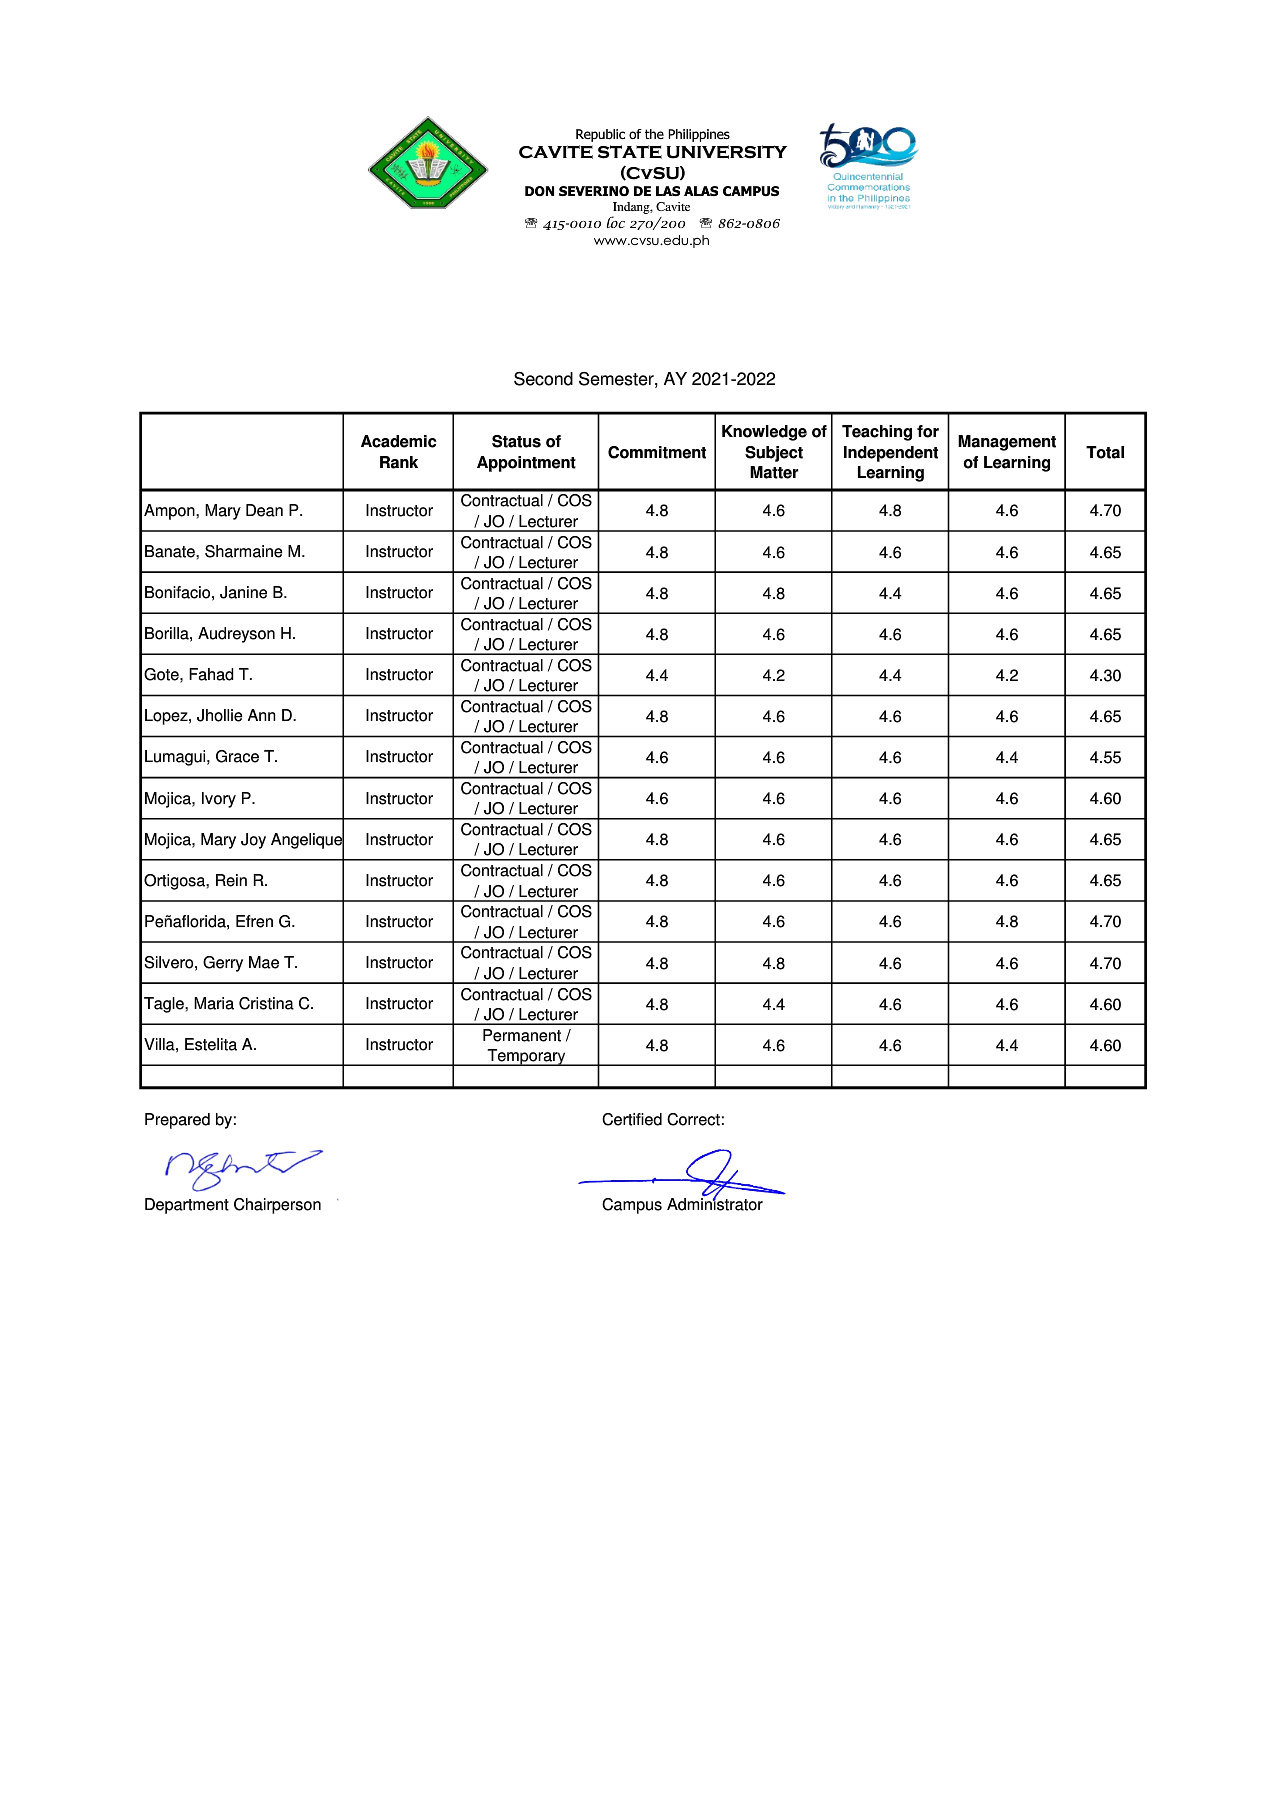 Republic of the Philippines
CAVITE STATE UNIVERSITY
(CvSU)
DON SEVERINO DE LAS ALAS CAMPUS
Indang, Cavite
☏ 415-0010 loc 270/200 ☏ 862-0806
www.cvsu.edu.ph
CAVITE STATE UNIVERSITY
500
Quincentennial
Commemorations
in the Philippines
Second Semester, AY 2021-2022
Academic Rank Status of Appointment Commitment Knowledge of Subject Matter Teaching for Independent Learning Management of Learning Total
Ampon, Mary Dean P. Instructor Contractual / COS / JO / Lecturer 4.8 4.6 4.8 4.6 4.70
Banate, Sharmaine M. Instructor Contractual / COS / JO / Lecturer 4.8 4.6 4.6 4.6 4.65
Bonifacio, Janine B. Instructor Contractual / COS / JO / Lecturer 4.8 4.8 4.4 4.6 4.65
Borilla, Audreyson H. Instructor Contractual / COS / JO / Lecturer 4.8 4.6 4.6 4.6 4.65
Gote, Fahad T. Instructor Contractual / COS / JO / Lecturer 4.4 4.2 4.4 4.2 4.30
Lopez, Jhollie Ann D. Instructor Contractual / COS / JO / Lecturer 4.8 4.6 4.6 4.6 4.65
Lumagui, Grace T. Instructor Contractual / COS / JO / Lecturer 4.6 4.6 4.6 4.4 4.55
Mojica, Ivory P. Instructor Contractual / COS / JO / Lecturer 4.6 4.6 4.6 4.6 4.60
Mojica, Mary Joy Angelique Instructor Contractual / COS / JO / Lecturer 4.8 4.6 4.6 4.6 4.65
Ortigosa, Rein R. Instructor Contractual / COS / JO / Lecturer 4.8 4.6 4.6 4.6 4.65
Peñaflorida, Efren G. Instructor Contractual / COS / JO / Lecturer 4.8 4.6 4.6 4.8 4.70
Silvero, Gerry Mae T. Instructor Contractual / COS / JO / Lecturer 4.8 4.8 4.6 4.6 4.70
Tagle, Maria Cristina C. Instructor Contractual / COS / JO / Lecturer 4.8 4.4 4.6 4.6 4.60
Villa, Estelita A. Instructor Permanent / Temporary 4.8 4.6 4.6 4.4 4.60
Prepared by: Certified Correct:
Department Chairperson Campus Administrator